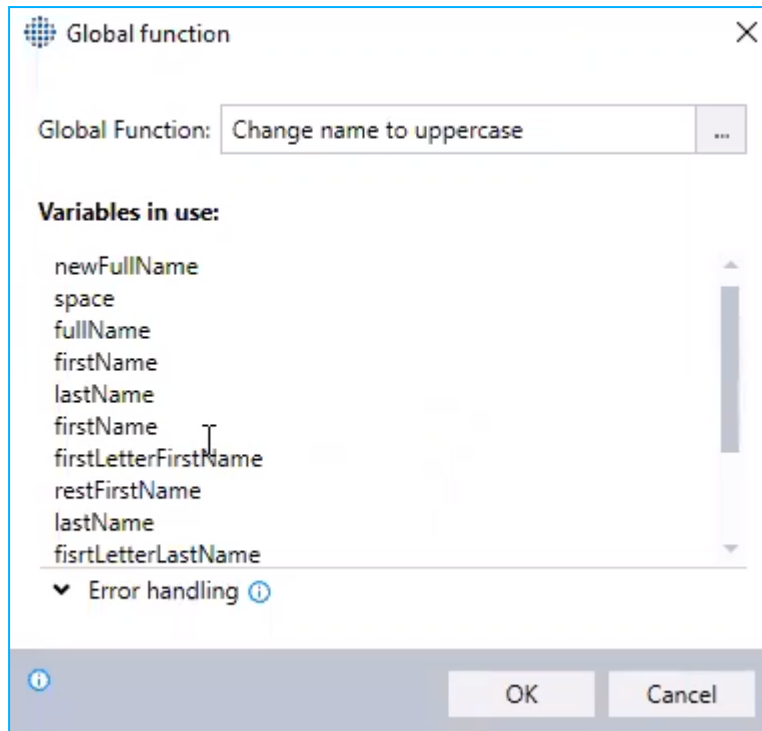 Global function
Global Function: Change name to uppercase ...
Variables in use:
newFullName
space
fullName
firstName
lastName
firstName
firstLetterFirstName
restFirstName
lastName
fisrtLetterLastName
Error handling
OK Cancel